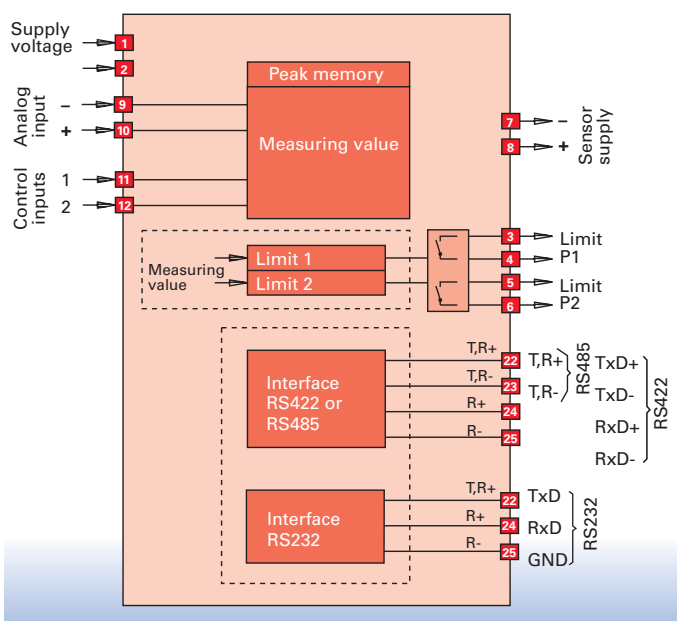 Supply
voltage
1
2
Analog
input
–
9
+
10
Control
inputs
1
11
2
12
Peak memory
Measuring value
7
–
8
+
Sensor
supply
Measuring
value
Limit 1
Limit 2
3
Limit
4
P1
5
Limit
6
P2
Interface
RS422 or
RS485
T,R+
22
T,R+
T,R-
23
T,R-
R+
24
R-
25
RS485
TxD+
TxD-
RxD+
RxD-
RS422
Interface
RS232
T,R+
22
TxD
R+
24
RxD
R-
25
GND
RS232